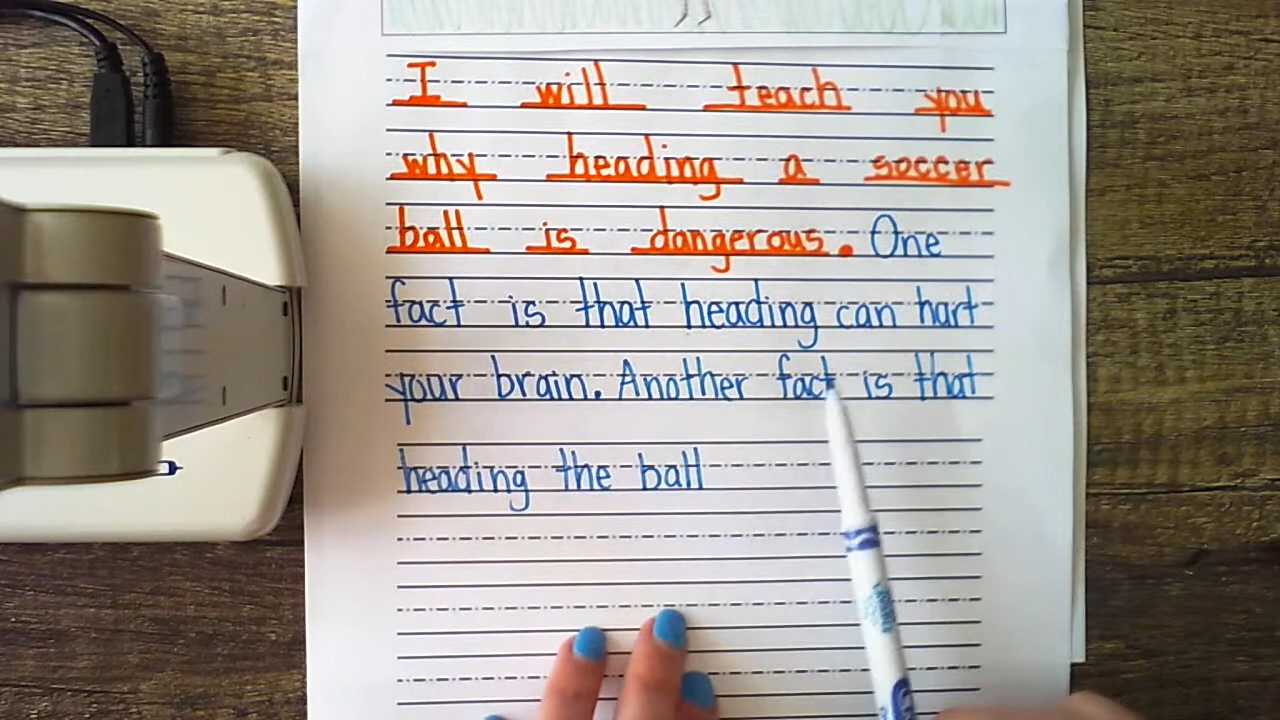 I will teach you
why heading a soccer
ball is dangerous. One
fact is that heading can hart
your brain. Another fact is that
heading the ball